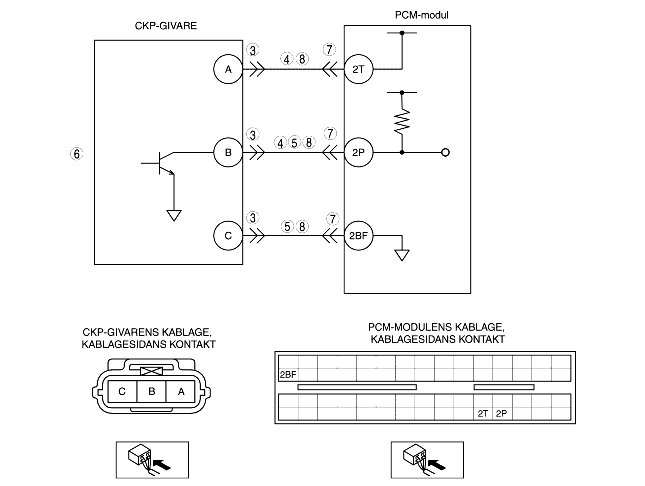 CKP-GIVARE
PCM-modul
3
4 8
7
A
2T
3
4 5 8
7
6
B
2P
3
5 8
7
C
2BF
CKP-GIVARENS KABLAGE,
KABLAGESIDANS KONTAKT
PCM-MODULENS KABLAGE,
KABLAGESIDANS KONTAKT
C B A
2BF
2T 2P